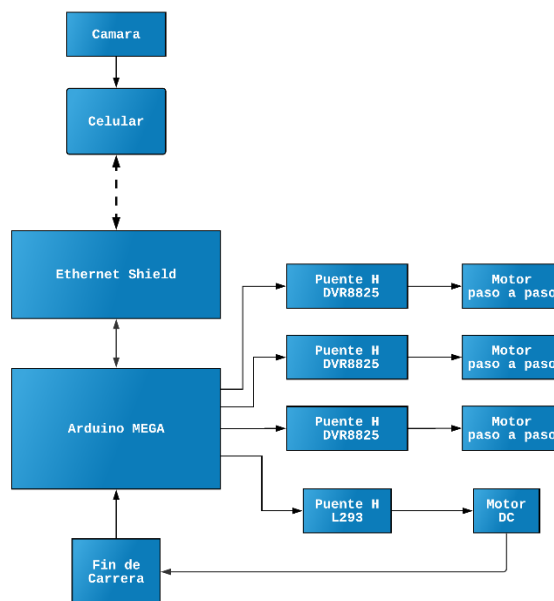 Camara
Celular
Ethernet Shield
Puente H
DVR8825
Motor
paso a paso
Puente H
DVR8825
Motor
paso a paso
Arduino MEGA
Puente H
DVR8825
Motor
paso a paso
Puente H
L293
Motor
DC
Fin de
Carrera